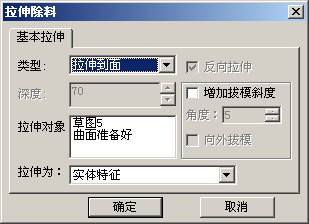 拉伸除料
基本拉伸
类型: 拉伸到面 反向拉伸
深度: 70 增加拔模斜度
角度: 5
拉伸对象 草图5
曲面准备好 向外拔模
拉伸为: 实体特征
确定 取消